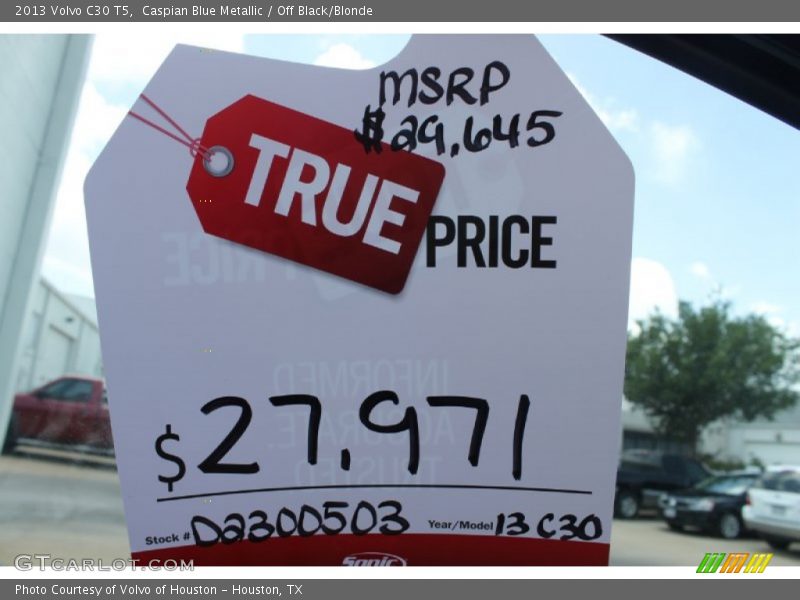 2013 Volvo C30 T5,  Caspian Blue Metallic / Off Black/Blonde
MSRP
$29,645
TRUE
PRICE
$27,971
Stock # D2300503 Year/Model 13 C30
Sonic
GTCarLot.com
Photo Courtesy of Volvo of Houston - Houston, TX